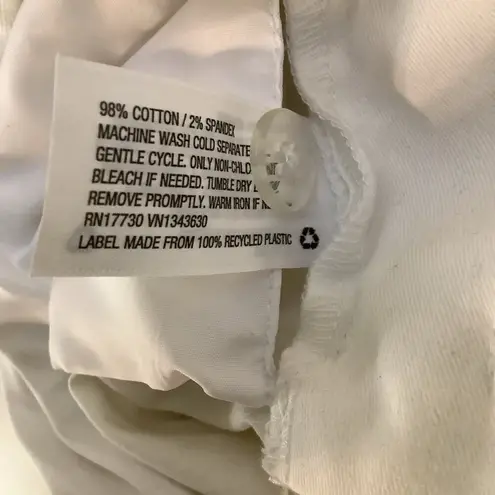 98% COTTON / 2% SPANDEX
MACHINE WASH COLD SEPARATE
GENTLE CYCLE. ONLY NON-CHLO
BLEACH IF NEEDED. TUMBLE DRY
REMOVE PROMPTLY. WARM IRON IF
RN17730 VN1343630
LABEL MADE FROM 100% RECYCLED PLASTIC